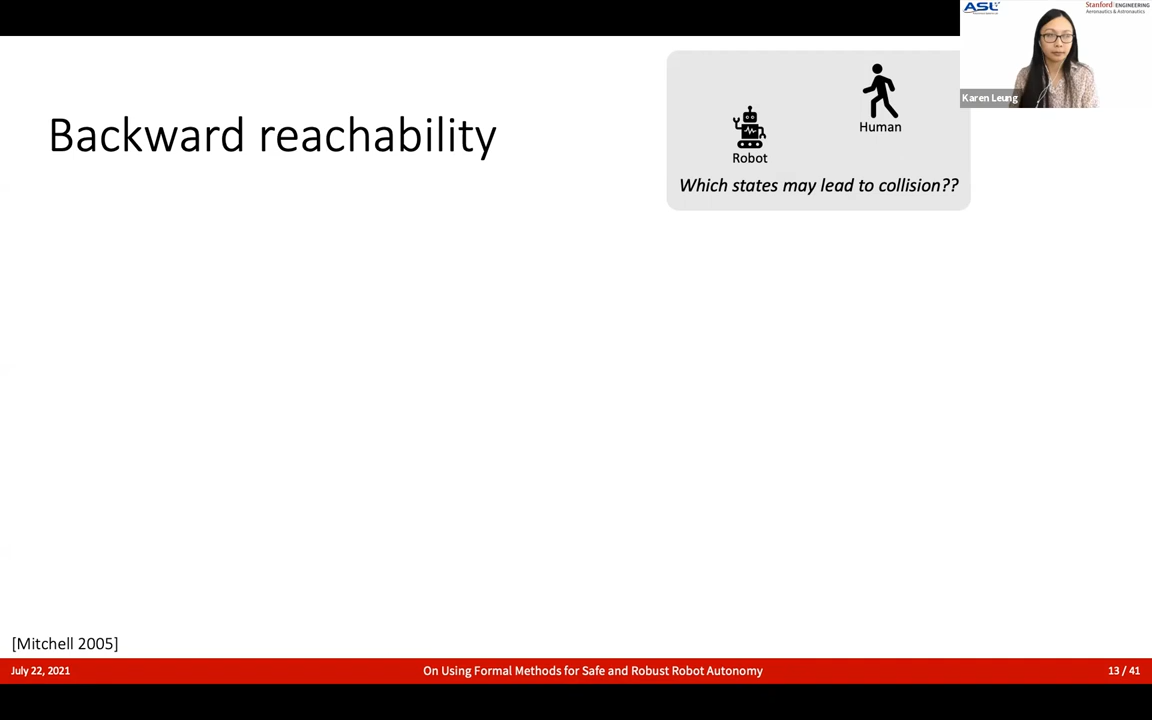 ASL
Stanford ENGINEERING
Aeronautics & Astronautics
Karen Leung
Backward reachability
Human
Robot
Which states may lead to collision??
[Mitchell 2005]
July 22, 2021
On Using Formal Methods for Safe and Robust Robot Autonomy
13 / 41